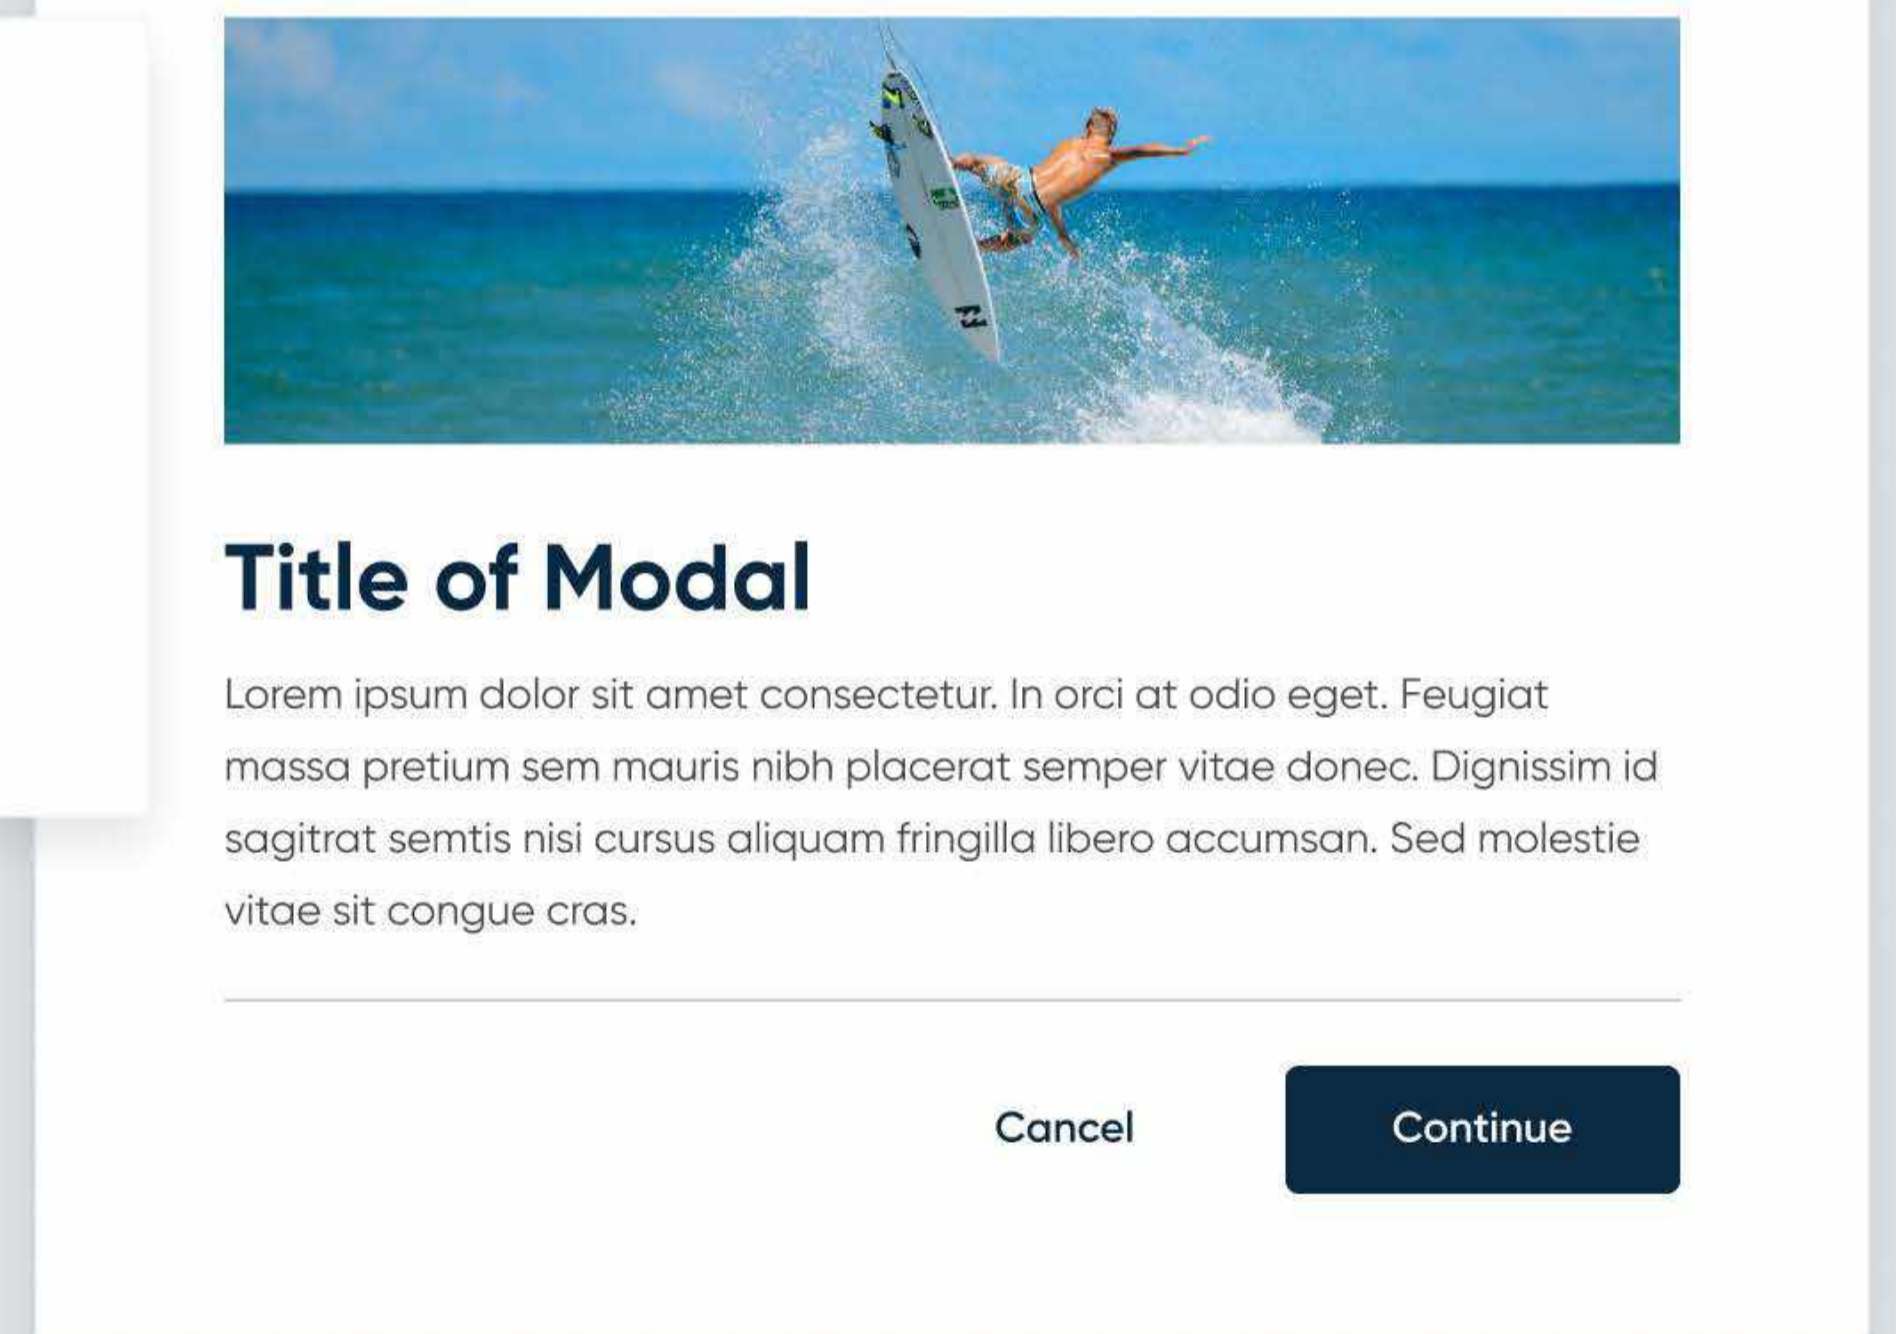 Title of Modal
Lorem ipsum dolor sit amet consectetur. In orci at odio eget. Feugiat
massa pretium sem mauris nibh placerat semper vitae donec. Dignissim id
sagitrat semtis nisi cursus aliquam fringilla libero accumsan. Sed molestie
vitae sit congue cras.
Cancel
Continue